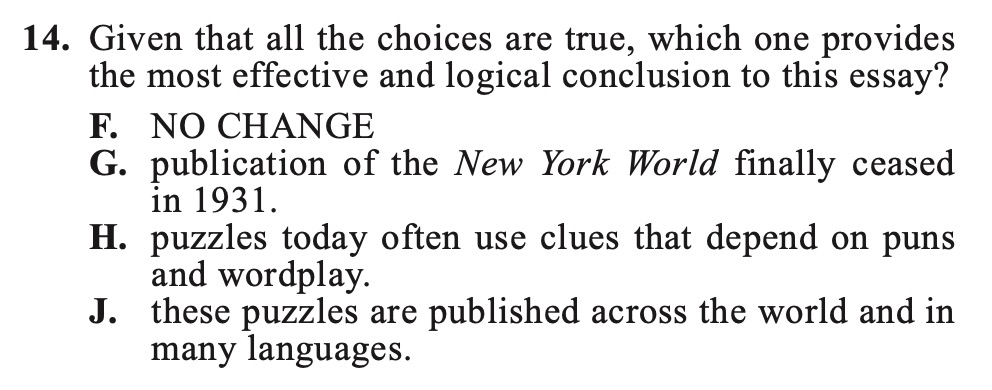 14. Given that all the choices are true, which one provides
the most effective and logical conclusion to this essay?
F. NO CHANGE
G. publication of the New York World finally ceased
in 1931.
H. puzzles today often use clues that depend on puns
and wordplay.
J. these puzzles are published across the world and in
many languages.